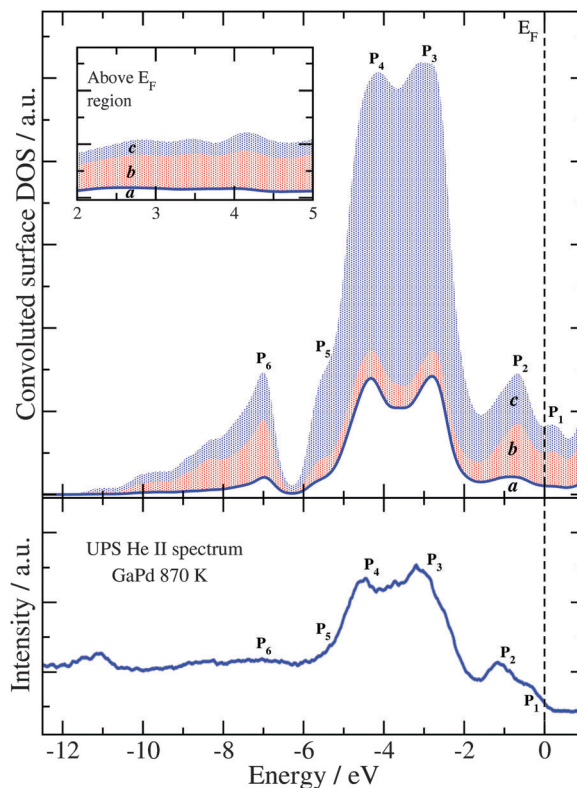 E_F
Above E_F
region
c
b
a
2 3 4 5
P_4
P_3
P_6
P_5
P_2
P_1
c
b
a
Convoluted surface DOS / a.u.
UPS He II spectrum
GaPd 870 K
P_4
P_3
P_5
P_6
P_2
P_1
Intensity / a.u.
-12 -10 -8 -6 -4 -2 0
Energy / eV